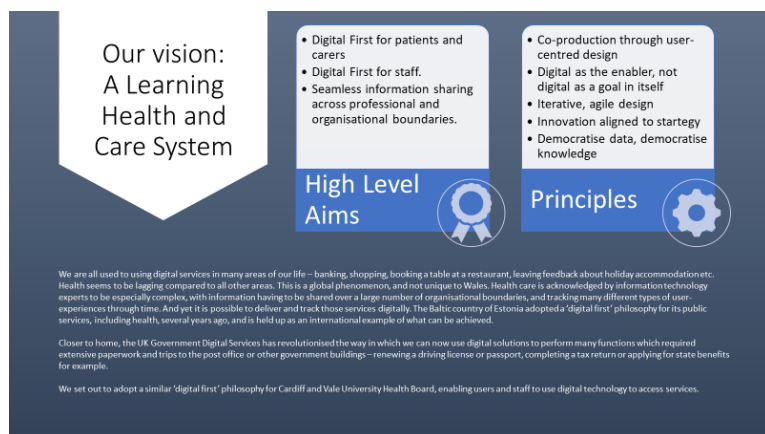 Our vision:
A Learning
Health and
Care System
• Digital First for patients and
carers
• Digital First for staff.
• Seamless information sharing
across professional and
organisational boundaries.
High Level
Aims
• Co-production through user-
centred design
• Digital as the enabler, not
digital as a goal in itself
• Iterative, agile design
• Innovation aligned to startegy
• Democratise data, democratise
knowledge
Principles
We are all used to using digital services in many areas of our life – banking, shopping, booking a table at a restaurant, leaving feedback about holiday accommodation etc.
Health seems to be lagging compared to all other areas. This is a global phenomenon, and not unique to Wales. Health care is acknowledged by information technology
experts to be especially complex, with information having to be shared over a large number of organisational boundaries, and tracking many different types of user-
experiences through time. And yet it is possible to deliver and track those services digitally. The Baltic country of Estonia adopted a ‘digital first’ philosophy for its public
services, including health, several years ago, and is held up as an international example of what can be achieved.
Closer to home, the UK Government Digital Services has revolutionised the way in which we can now use digital solutions to perform many functions which required
extensive paperwork and trips to the post office or other government buildings – renewing a driving license or passport, completing a tax return or applying for state benefits
for example.
We set out to adopt a similar ‘digital first’ philosophy for Cardiff and Vale University Health Board, enabling users and staff to use digital technology to access services.